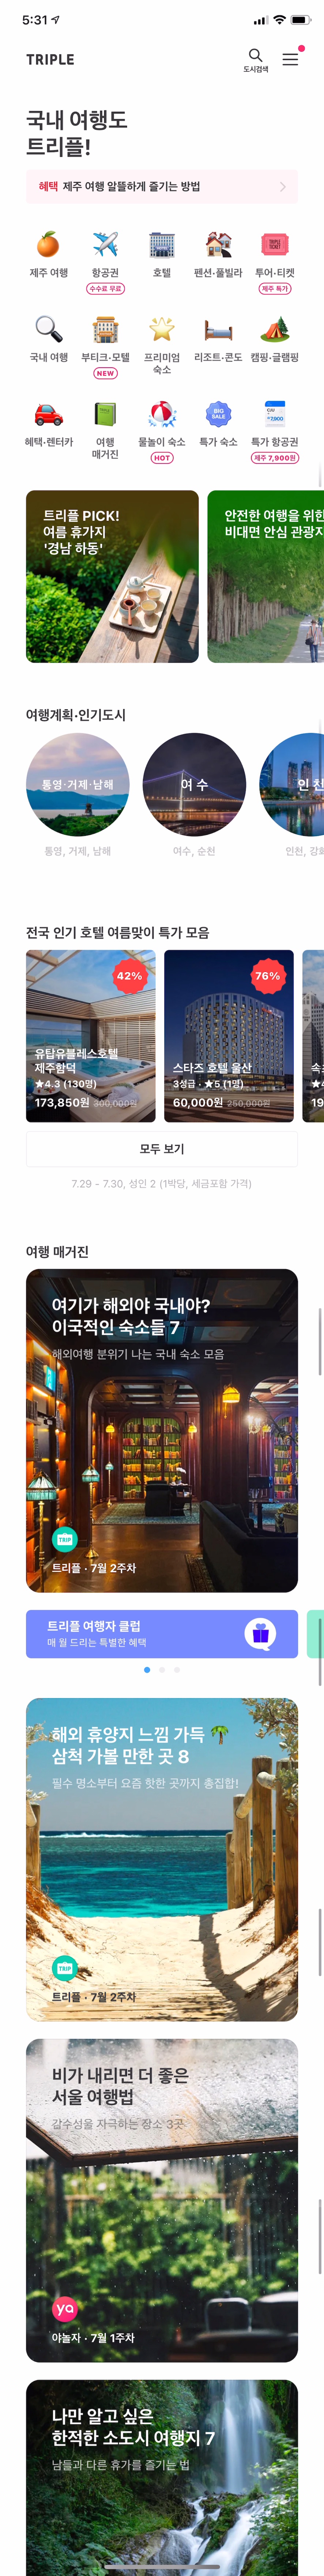 5:31
TRIPLE
도시검색
국내 여행도
트리플!
혜택 제주 여행 알뜰하게 즐기는 방법
제주 여행
항공권
호텔
펜션·풀빌라
투어·티켓
수수료 무료
제주 특가
국내 여행
부티크·모텔
프리미엄
숙소
리조트·콘도
캠핑·글램핑
NEW
BIG
SALE
혜택·렌터카
여행
매거진
물놀이 숙소
특가 숙소
특가 항공권
HOT
제주 7,900원
트리플 PICK!
여름 휴가지
'경남 하동'
안전한 여행을 위한
비대면 안심 관광지
여행계획·인기도시
통영·거제·남해
여 수
인 천
통영, 거제, 남해
여수, 순천
인천, 강화
전국 인기 호텔 여름맞이 특가 모음
42%
유탑유블레스호텔
제주함덕
★4.3 (130명)
173,850원 300,000원
76%
스타즈 호텔 울산
3성급 · ★5 (1명)
60,000원 250,000원
속초
★4
19
모두 보기
7.29 - 7.30, 성인 2 (1박당, 세금포함 가격)
여행 매거진
여기가 해외야 국내야?
이국적인 숙소들 7
해외여행 분위기 나는 국내 숙소 모음
TRIP
트리플 · 7월 2주차
트리플 여행자 클럽
매 월 드리는 특별한 혜택
해외 휴양지 느낌 가득 🌴
삼척 가볼 만한 곳 8
필수 명소부터 요즘 핫한 곳까지 총집합!
TRIP
트리플 · 7월 2주차
비가 내리면 더 좋은
서울 여행법
감수성을 자극하는 장소 3곳
ya
야놀자 · 7월 1주차
나만 알고 싶은
한적한 소도시 여행지 7
남들과 다른 휴가를 즐기는 법